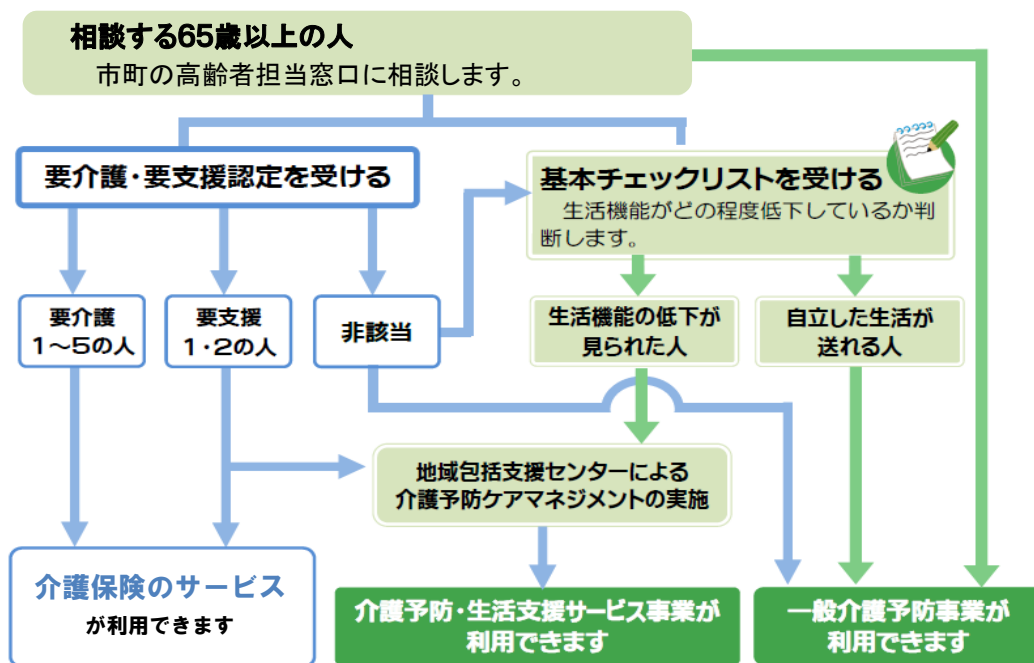 相談する65歳以上の人
市町の高齢者担当窓口に相談します。
要介護・要支援認定を受ける
基本チェックリストを受ける
生活機能がどの程度低下しているか判
断します。
要介護
1～5の人
要支援
1・2の人
非該当
生活機能の低下が
見られた人
自立した生活が
送れる人
地域包括支援センターによる
介護予防ケアマネジメントの実施
介護保険のサービス
が利用できます
介護予防・生活支援サービス事業が
利用できます
一般介護予防事業が
利用できます